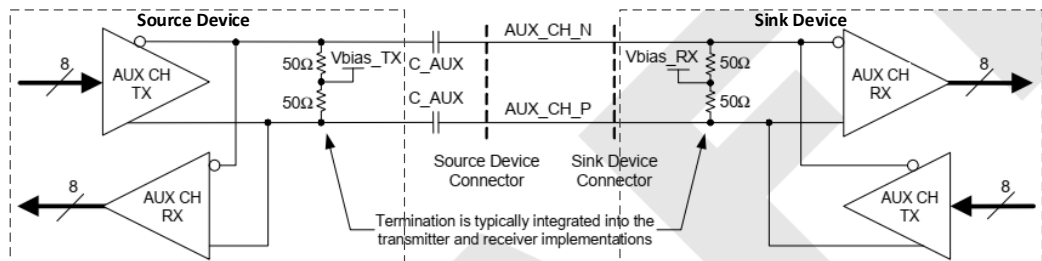 Source Device
Sink Device
8
AUX CH
TX
50Ω
Vbias_TX
50Ω
C_AUX
C_AUX
AUX_CH_N
AUX_CH_P
Vbias_RX
50Ω
50Ω
AUX CH
RX
8
8
AUX CH
RX
Source Device
Connector
Sink Device
Connector
AUX CH
TX
8
Termination is typically integrated into the
transmitter and receiver implementations